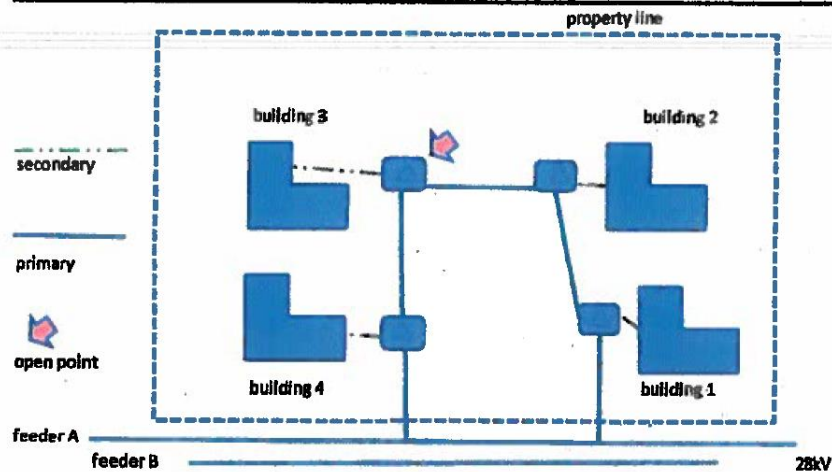 property line
building 3
building 2
secondary
primary
open point
building 4
building 1
feeder A
feeder B
28kV